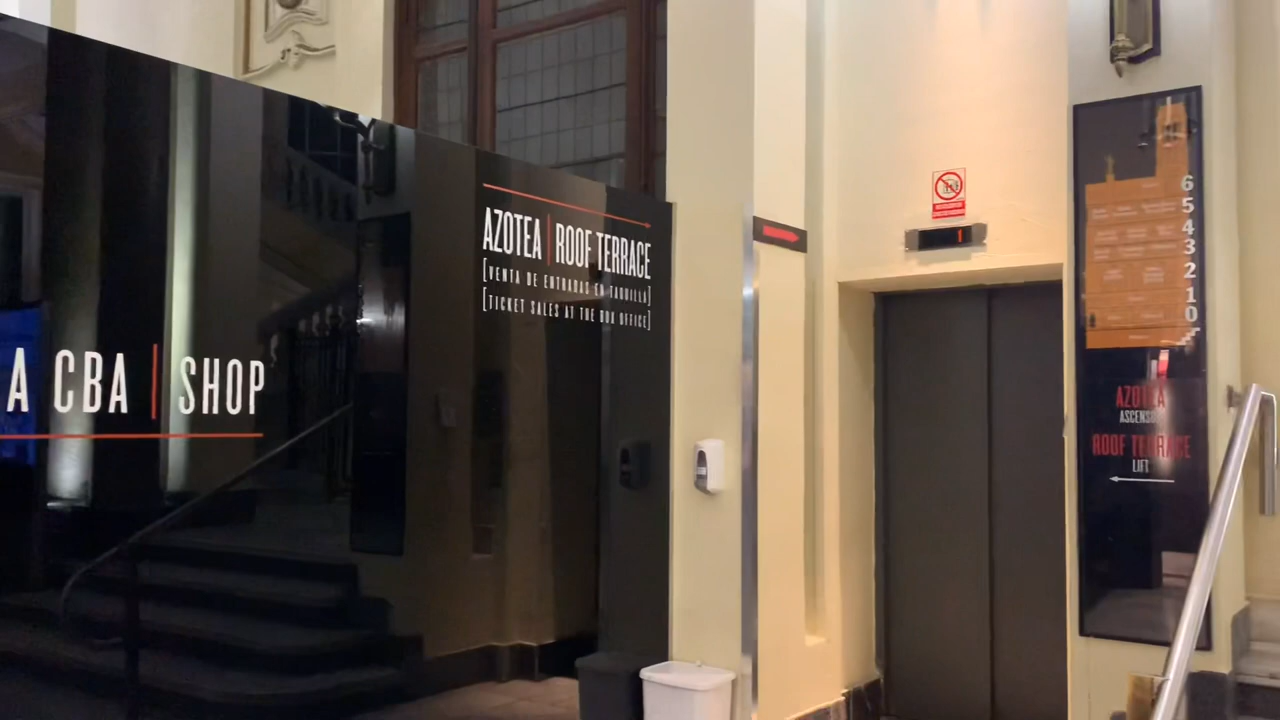 A CBA | SHOP
AZOTEA | ROOF TERRACE
[VENTA DE ENTRADAS EN TAQUILLA]
[TICKET SALES AT THE BOX OFFICE]
1
6
5
4
3
2
1
0
AZOTEA
ASCENSOR
ROOF TERRACE
LIFT